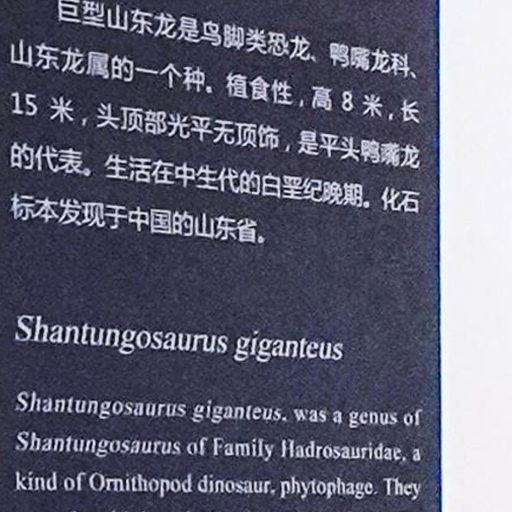 巨型山东龙是鸟脚类恐龙、鸭嘴龙科、
山东龙属的一个种。植食性，高 8 米，长
15 米，头顶部光平无顶饰，是平头鸭嘴龙
的代表。生活在中生代的白垩纪晚期。化石
标本发现于中国的山东省。
Shantungosaurus giganteus
Shantungosaurus giganteus, was a genus of
Shantungosaurus of Family Hadrosauridae, a
kind of Ornithopod dinosaur, phytophage. They